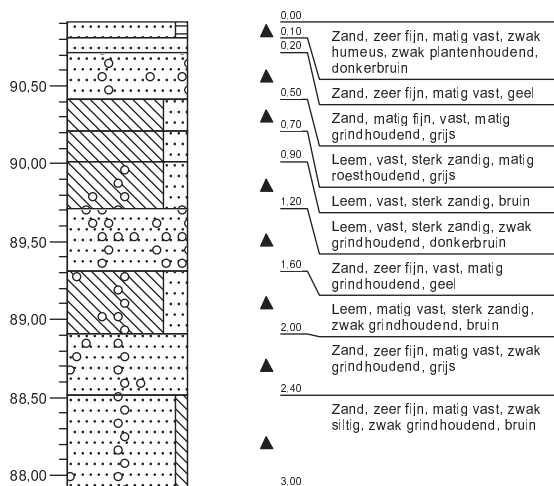 0.00
Zand, zeer fijn, matig vast, zwak
humeus, zwak plantenhoudend,
donkerbruin
0.10
Zand, zeer fijn, matig vast, geel
0.20
Zand, matig fijn, vast, matig
grindhoudend, grijs
90,50
0.50
Leem, vast, sterk zandig, matig
roesthoudend, grijs
0.70
Leem, vast, sterk zandig, bruin
90,00
0.90
Leem, vast, sterk zandig, zwak
grindhoudend, donkerbruin
1.20
Zand, zeer fijn, vast, matig
grindhoudend, geel
89,50
1.60
Leem, matig vast, sterk zandig,
zwak grindhoudend, bruin
89,00
2.00
Zand, zeer fijn, matig vast, zwak
grindhoudend, grijs
88,50
2.40
Zand, zeer fijn, matig vast, zwak
siltig, zwak grindhoudend, bruin
88,00
3.00